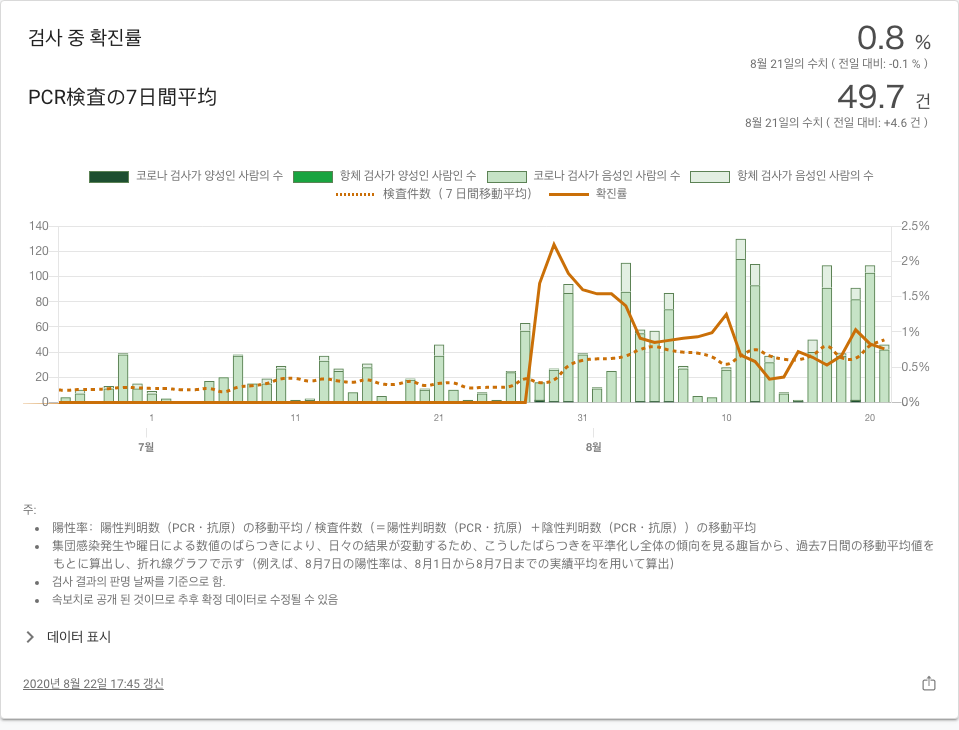 검사 중 확진률
0.8 %
8월 21일의 수치 ( 전일 대비: -0.1 % )
PCR検査の7日間平均
49.7 건
8월 21일의 수치 ( 전일 대비: +4.6 건 )
코로나 검사가 양성인 사람의 수 항체 검사가 양성인 사람인 수 코로나 검사가 음성인 사람의 수 항체 검사가 음성인 사람의 수
検査件数（７日間移動平均） 확진률
140 2.5%
120
2%
100
1.5%
80
60
1%
40
0.5%
20
0 0%
1 11 21 31 10 20
7월 8월
주:
陽性率：陽性判明数（PCR・抗原）の移動平均 / 検査件数（＝陽性判明数（PCR・抗原）＋陰性判明数（PCR・抗原））の移動平均
集団感染発生や曜日による数値のばらつきにより、日々の結果が変動するため、こうしたばらつきを平準化し全体の傾向を見る趣旨から、過去7日間の移動平均値を
もとに算出し、折れ線グラフで示す（例えば、8月7日の陽性率は、8月1日から8月7日までの実績平均を用いて算出）
검사 결과의 판명 날짜를 기준으로 함.
속보치로 공개 된 것이므로 추후 확정 데이터로 수정될 수 있음
데이터 표시
2020년 8월 22일 17:45 갱신